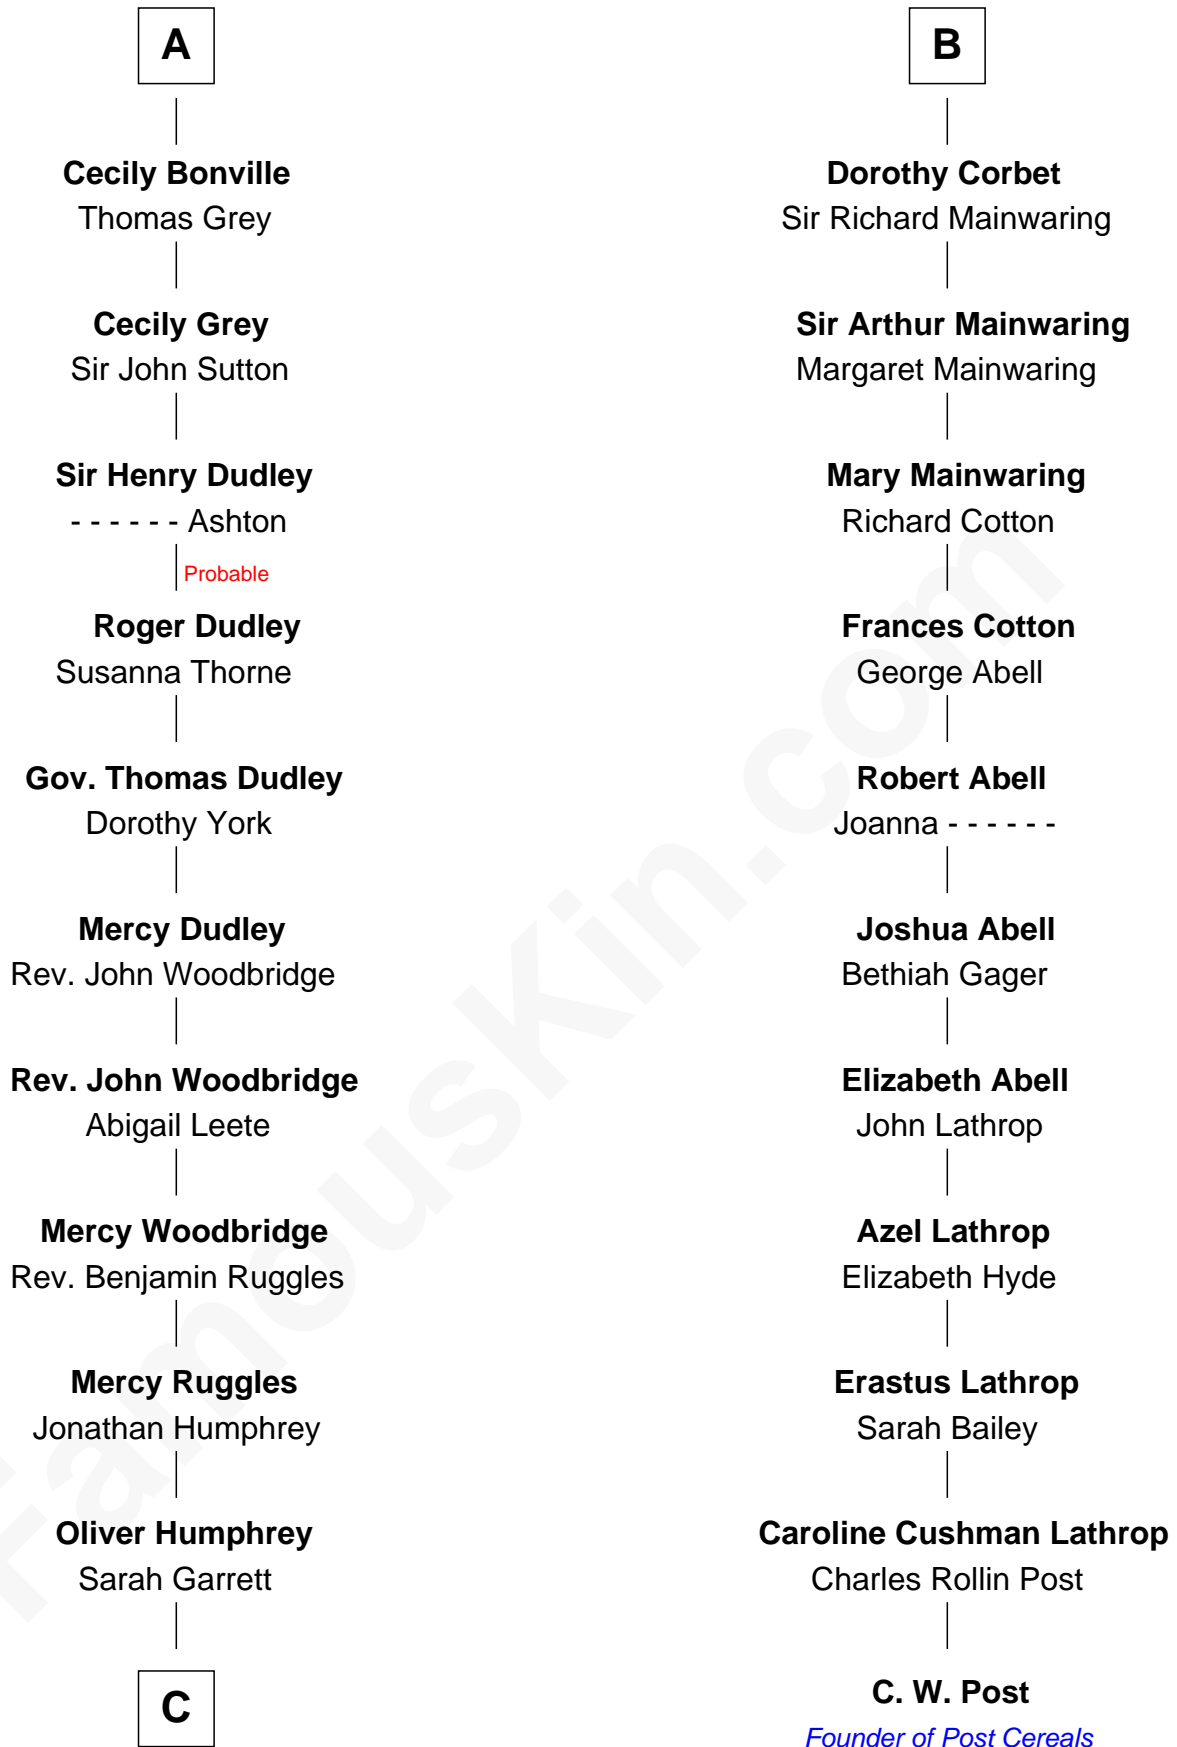 A
Cecily Bonville
Thomas Grey
Cecily Grey
Sir John Sutton
Sir Henry Dudley
- - - - - - Ashton
Probable
Roger Dudley
Susanna Thorne
Gov. Thomas Dudley
Dorothy York
Mercy Dudley
Rev. John Woodbridge
Rev. John Woodbridge
Abigail Leete
Mercy Woodbridge
Rev. Benjamin Ruggles
Mercy Ruggles
Jonathan Humphrey
Oliver Humphrey
Sarah Garrett
C
B
Dorothy Corbet
Sir Richard Mainwaring
Sir Arthur Mainwaring
Margaret Mainwaring
Mary Mainwaring
Richard Cotton
Frances Cotton
George Abell
Robert Abell
Joanna - - - - - -
Joshua Abell
Bethiah Gager
Elizabeth Abell
John Lathrop
Azel Lathrop
Elizabeth Hyde
Erastus Lathrop
Sarah Bailey
Caroline Cushman Lathrop
Charles Rollin Post
C. W. Post
Founder of Post Cereals
FamousKin.com